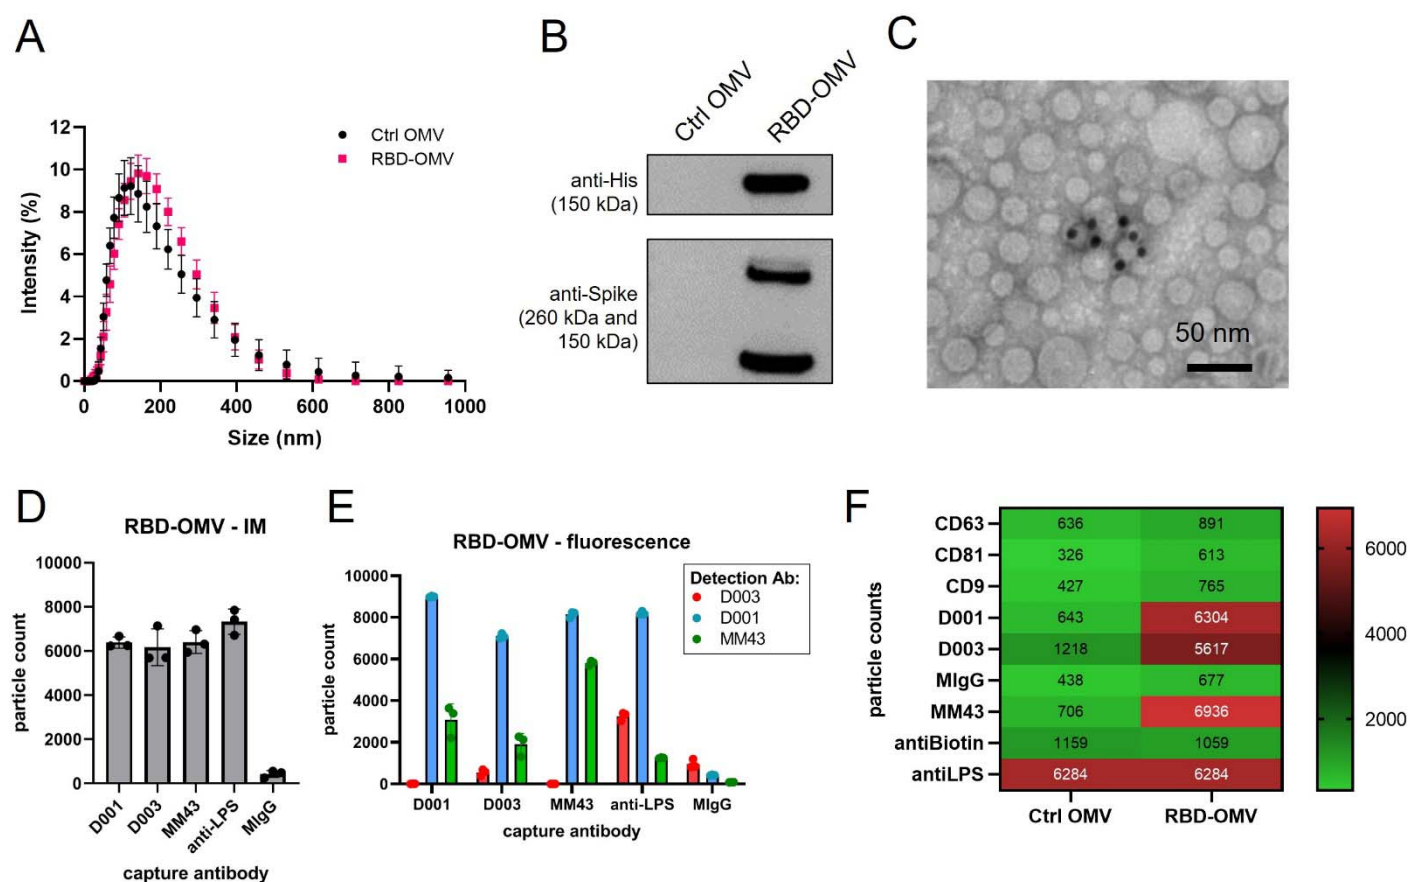 A
12
10
8
6
4
2
0
Intensity (%)
0 200 400 600 800 1000
Size (nm)
Ctrl OMV
RBD-OMV
B
Ctrl OMV
RBD-OMV
anti-His
(150 kDa)
anti-Spike
(260 kDa and
150 kDa)
C
50 nm
D
RBD-OMV - IM
10000
8000
6000
4000
2000
0
particle count
D001
D003
MM43
anti-LPS
MIgG
capture antibody
E
RBD-OMV - fluorescence
10000
8000
6000
4000
2000
0
particle count
D001 D003 MM43 anti-LPS MIgG
capture antibody
Detection Ab:
D003
D001
MM43
F
particle counts
CD63 636 891
CD81 326 613
CD9 427 765
D001 643 6304
D003 1218 5617
MIgG 438 677
MM43 706 6936
antiBiotin 1159 1059
antiLPS 6284 6284
Ctrl OMV RBD-OMV
6000
4000
2000